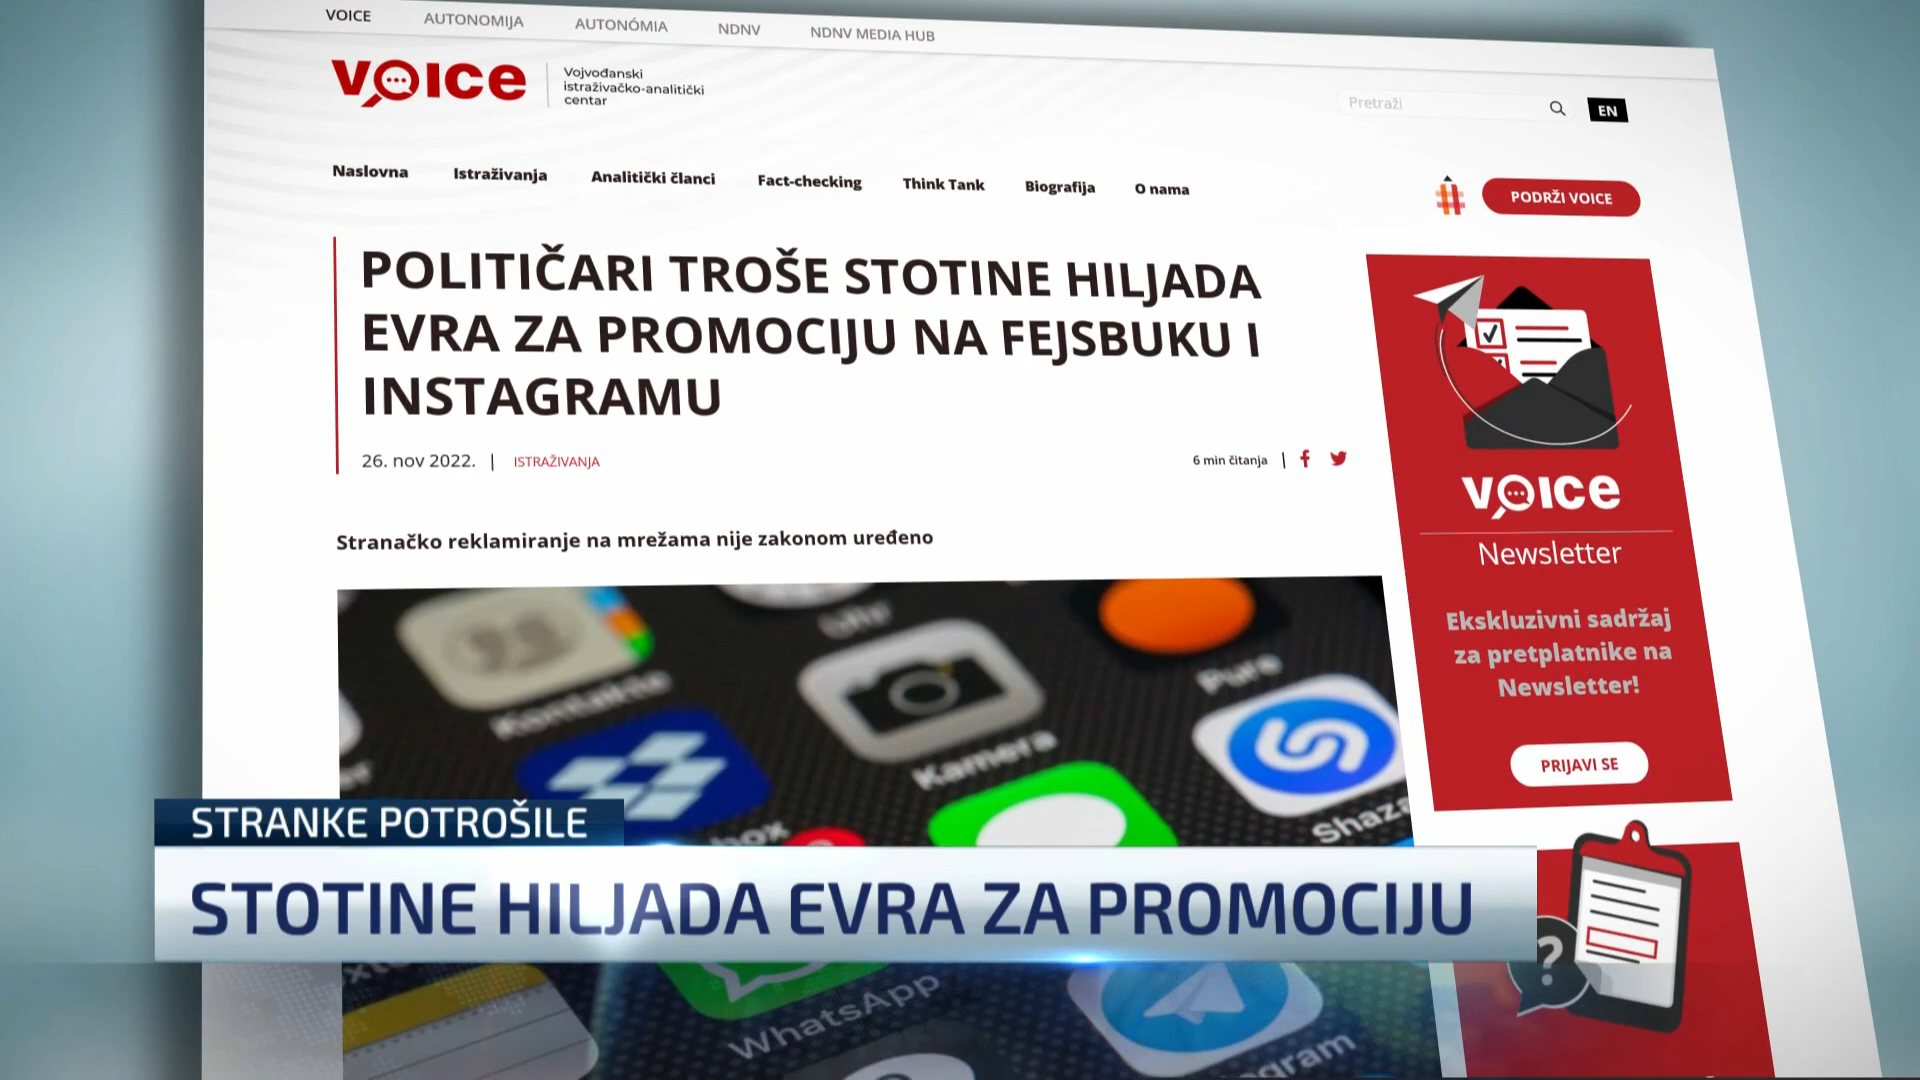 VOICE AUTONOMIJA AUTONÓMIA NDNV NDNV MEDIA HUB
VOICE
Vojvođanski
istraživačko-analitički
centar
Pretraži
EN
Naslovna Istraživanja Analitički članci Fact-checking Think Tank Biografija O nama
PODRŽI VOICE
POLITIČARI TROŠE STOTINE HILJADA
EVRA ZA PROMOCIJU NA FEJSBUKU I
INSTAGRAMU
26. nov 2022. | ISTRAŽIVANJA
6 min čitanja |
Stranačko reklamiranje na mrežama nije zakonom uređeno
VOICE
Newsletter
Ekskluzivni sadržaj
za pretplatnike na
Newsletter!
PRIJAVI SE
Kontakte
Pure
Kamera
STRANKE POTROŠILE
STOTINE HILJADA EVRA ZA PROMOCIJU
WhatsApp
?